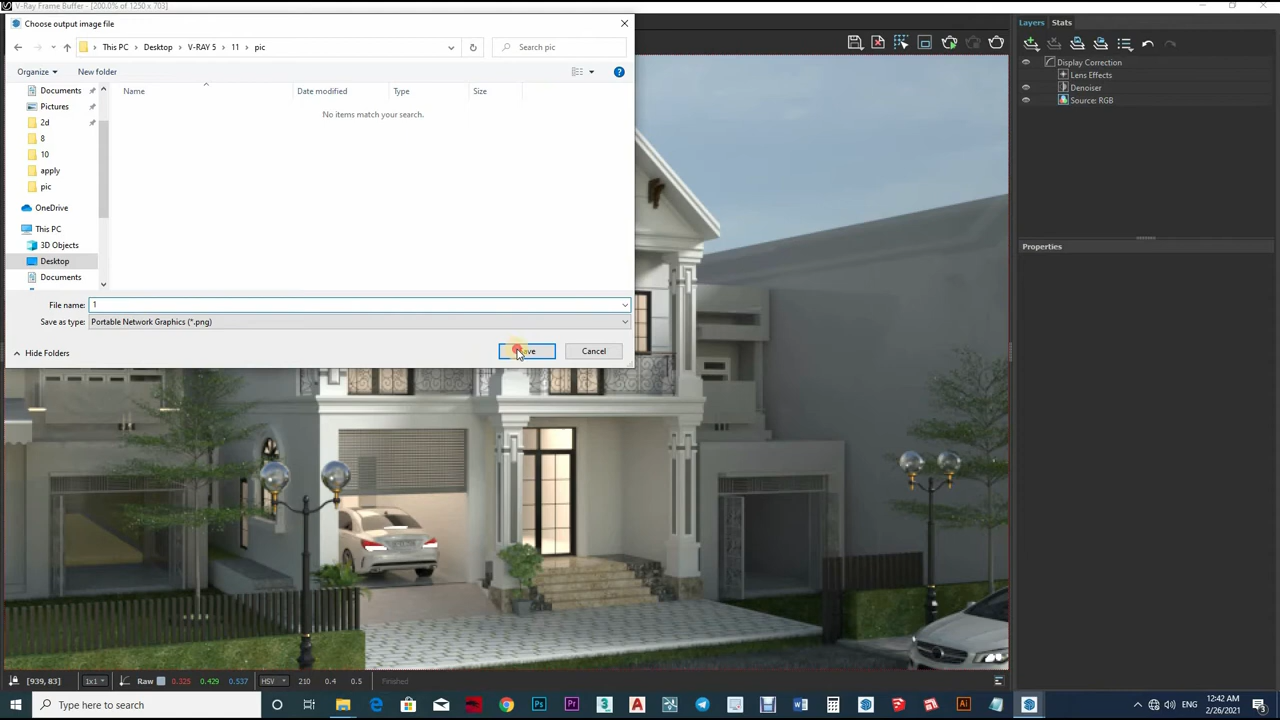 V-Ray Frame Buffer - [200.0% of 1250 x 703]
Choose output image file
This PC > Desktop > V-RAY 5 > 11 > pic
Search pic
Organize
New folder
Name
Date modified
Type
Size
No items match your search.
Documents
Pictures
2d
8
10
apply
pic
OneDrive
This PC
3D Objects
Desktop
Documents
File name: 1
Save as type: Portable Network Graphics (*.png)
Hide Folders
Cancel
Layers
Stats
Display Correction
Lens Effects
Denoiser
Source: RGB
Properties
[939, 83]
1x1
Raw
0.325
0.429
0.537
HSV
210
0.4
0.5
Finished
Type here to search
ENG
12:42 AM
2/26/2021